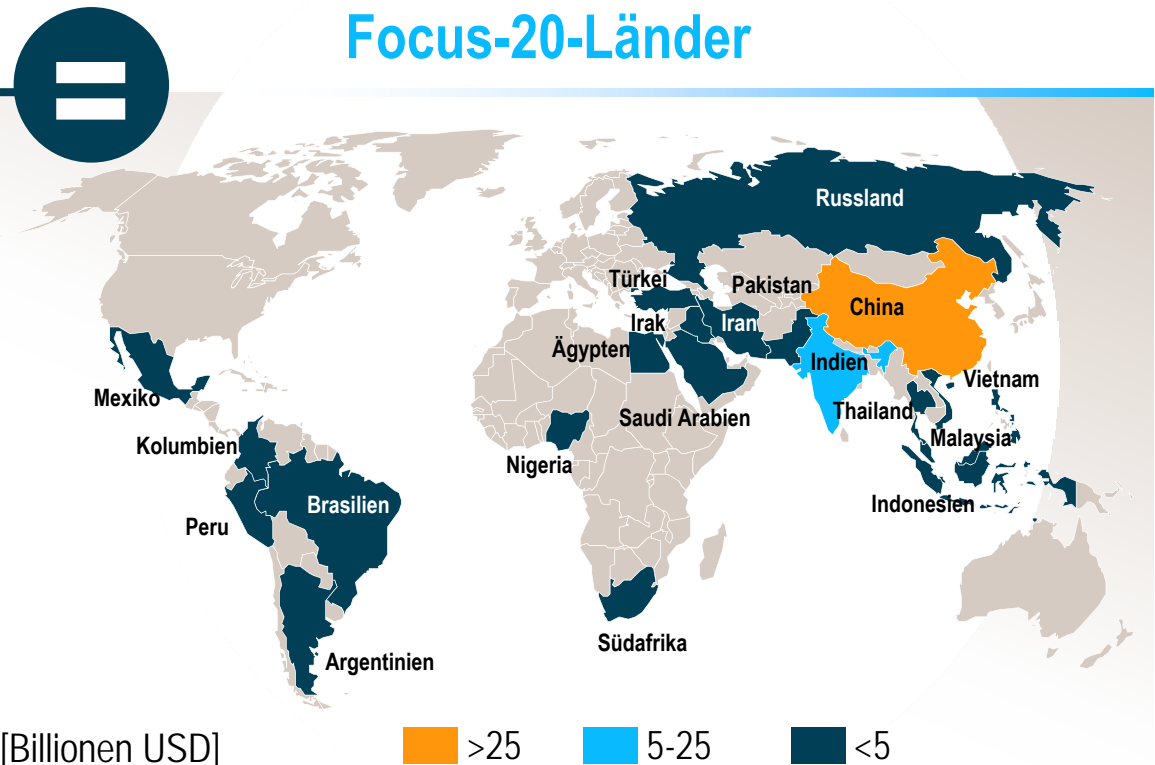 Focus-20-Länder
Russland
Türkei
Pakistan
China
Irak
Iran
Ägypten
Indien
Vietnam
Mexiko
Saudi Arabien
Thailand
Kolumbien
Malaysia
Nigeria
Brasilien
Indonesien
Peru
Südafrika
Argentinien
[Billionen USD]
>25
5-25
<5